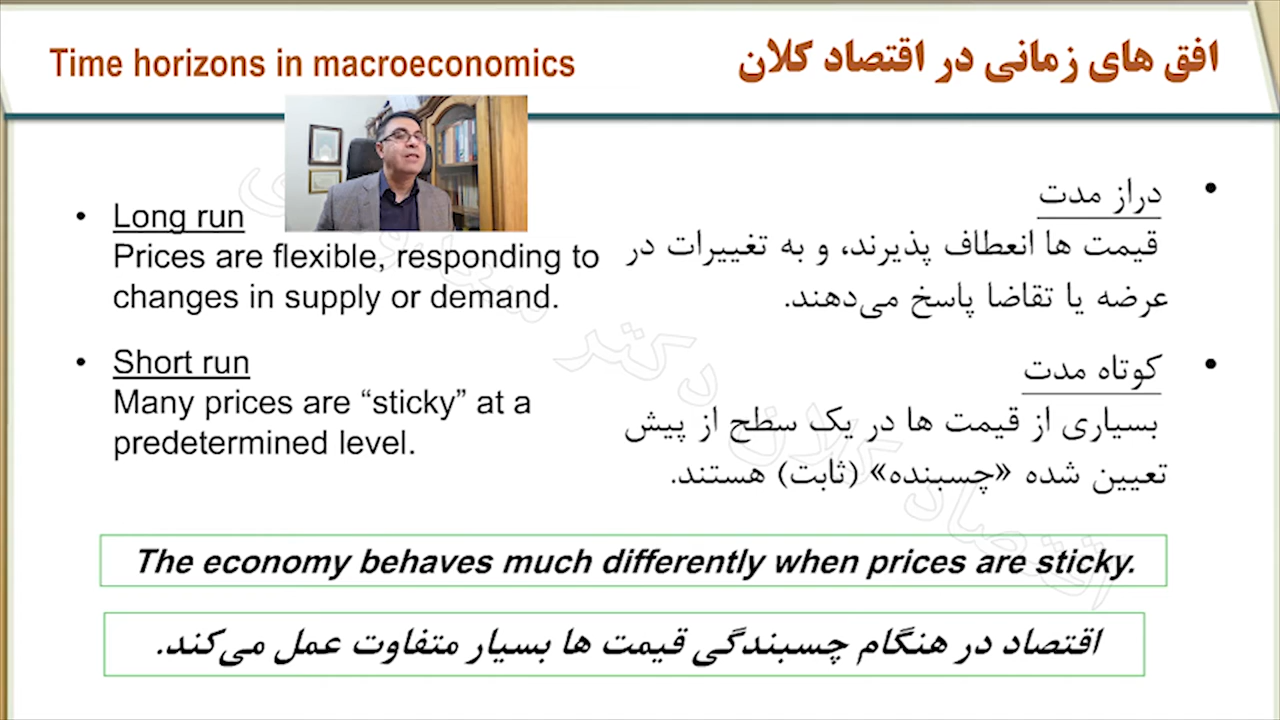 Time horizons in macroeconomics
افق های زمانی در اقتصاد کلان
• Long run
Prices are flexible, responding to
changes in supply or demand.
• Short run
Many prices are “sticky” at a
predetermined level.
• دراز مدت
قیمت ها انعطاف پذیرند، و به تغییرات در
عرضه یا تقاضا پاسخ می‌دهند.
• کوتاه مدت
بسیاری از قیمت ها در یک سطح از پیش
تعیین شده «چسبنده» (ثابت) هستند.
The economy behaves much differently when prices are sticky.
اقتصاد در هنگام چسبندگی قیمت ها بسیار متفاوت عمل می‌کند.
اقتصاد کلان دکتر